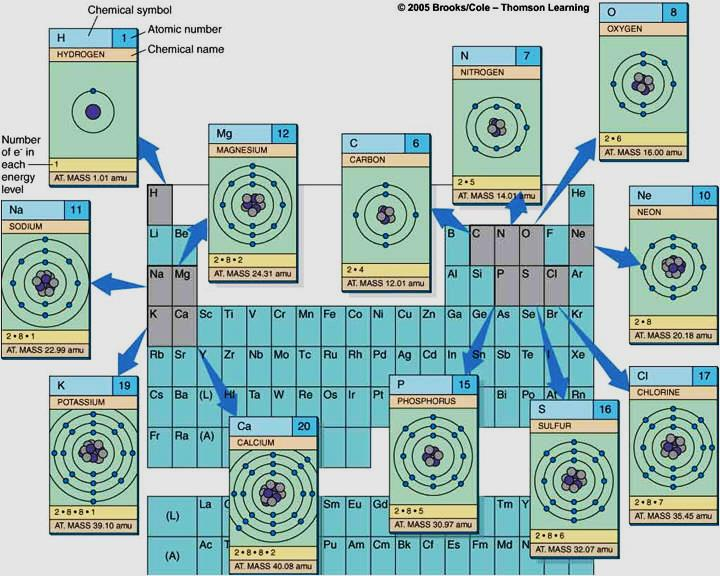 Chemical symbol
© 2005 Brooks/Cole – Thomson Learning
H 1
Atomic number
HYDROGEN
Chemical name
Number
of e- in
each
energy
level
1
AT. MASS 1.01 amu
O 8
OXYGEN
2•6
AT. MASS 16.00 amu
N 7
NITROGEN
2•5
AT. MASS 14.01 amu
Mg 12
MAGNESIUM
2•8•2
AT. MASS 24.31 amu
C 6
CARBON
2•4
AT. MASS 12.01 amu
Na 11
SODIUM
2•8•1
AT. MASS 22.99 amu
Ne 10
NEON
2•8
AT. MASS 20.18 amu
H He
Li Be B C N O F Ne
Na Mg Al Si P S Cl Ar
K Ca Sc Ti V Cr Mn Fe Co Ni Cu Zn Ga Ge As Se Br Kr
Rb Sr Y Zr Nb Mo Tc Ru Rh Pd Ag Cd In Sn Sb Te I Xe
Cs Ba (L) Hf Ta W Re Os Ir Pt Bi Po At Rn
Fr Ra (A)
(L) La Sm Eu Gd Tm
(A) Ac Pu Am Cm Bk Cf Es Fm Md
K 19
POTASSIUM
2•8•8•1
AT. MASS 39.10 amu
Ca 20
CALCIUM
2•8•8•2
AT. MASS 40.08 amu
P 15
PHOSPHORUS
2•8•5
AT. MASS 30.97 amu
S 16
SULFUR
2•8•6
AT. MASS 32.07 amu
Cl 17
CHLORINE
2•8•7
AT. MASS 35.45 amu